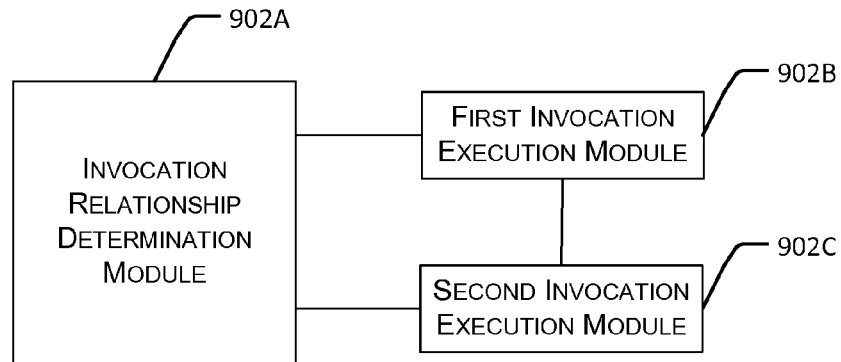 902A
902B
FIRST INVOCATION
EXECUTION MODULE
INVOCATION
RELATIONSHIP
DETERMINATION
MODULE
902C
SECOND INVOCATION
EXECUTION MODULE